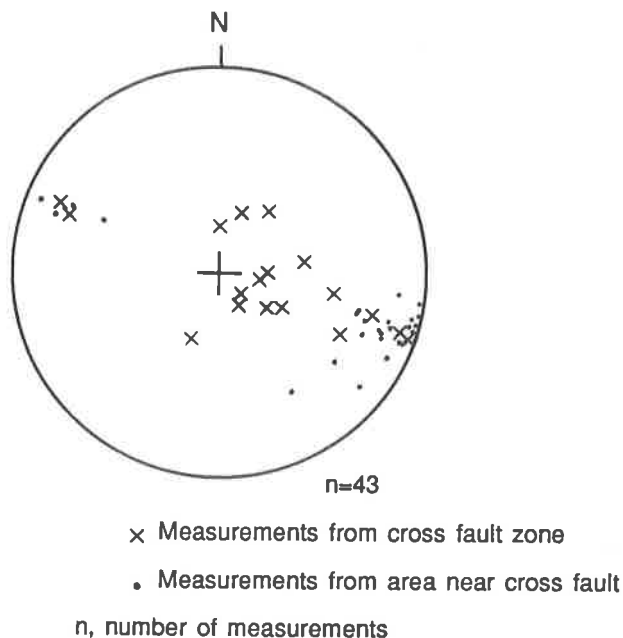 N
n=43
× Measurements from cross fault zone
• Measurements from area near cross fault
n, number of measurements